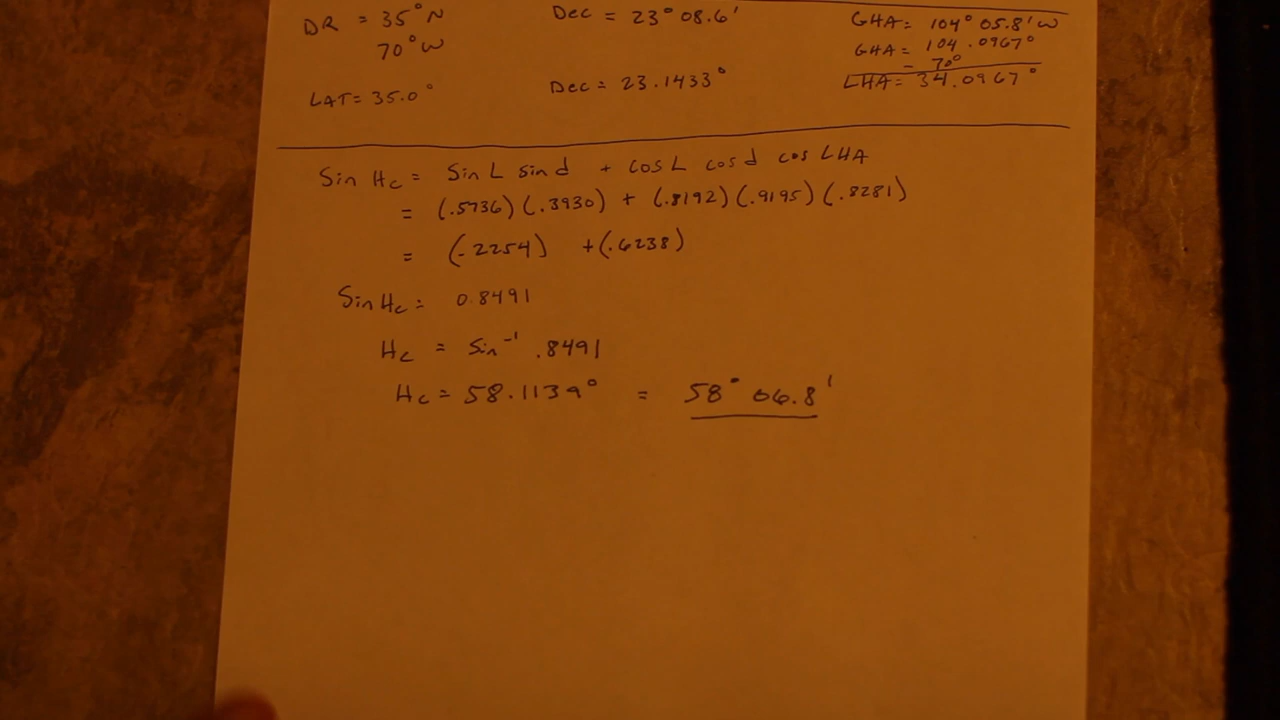 DR = 35°N
70°W
LAT = 35.0°
Dec = 23° 08.6'
Dec = 23.1433°
GHA = 104° 05.8' W
GHA = 104.0967°
- 70°
LHA = 34.0967°
Sin Hc = Sin L sin d + cos L cos d cos LHA
= (.5736)(.3930) + (.8192)(.9195)(.8281)
= (.2254) + (.6238)
Sin Hc = 0.8491
Hc = Sin⁻¹ .8491
Hc = 58.1139° = 58° 06.8'